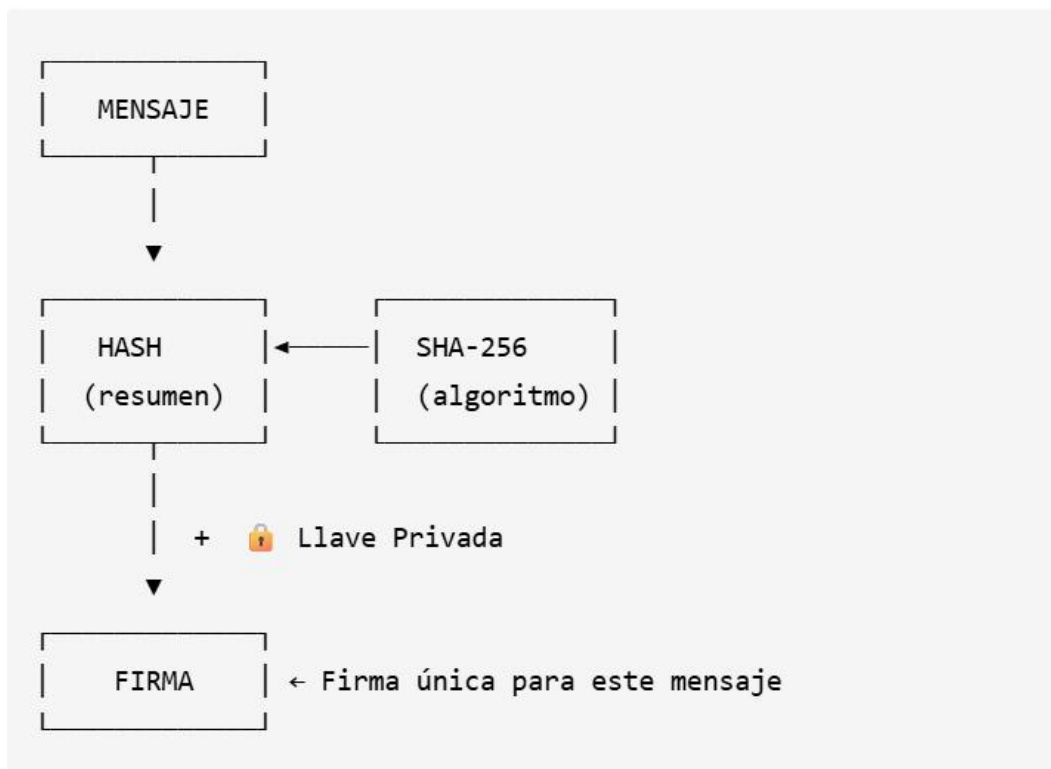 MENSAJE
HASH SHA-256
(resumen) (algoritmo)
+ 🔒 Llave Privada
FIRMA ← Firma única para este mensaje